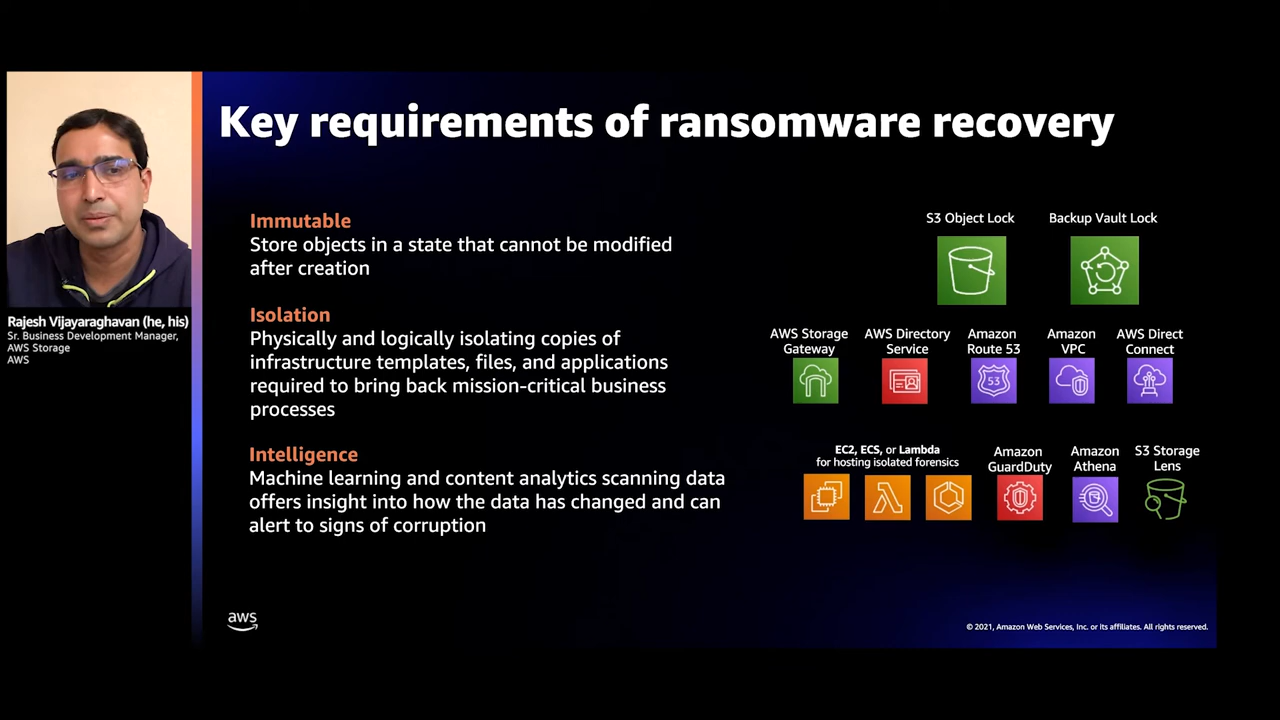 Key requirements of ransomware recovery
Immutable
Store objects in a state that cannot be modified
after creation
S3 Object Lock
Backup Vault Lock
Isolation
Physically and logically isolating copies of
infrastructure templates, files, and applications
required to bring back mission-critical business
processes
AWS Storage
Gateway
AWS Directory
Service
Amazon
Route 53
53
Amazon
VPC
AWS Direct
Connect
Intelligence
Machine learning and content analytics scanning data
offers insight into how the data has changed and can
alert to signs of corruption
EC2, ECS, or Lambda
for hosting isolated forensics
Amazon
GuardDuty
Amazon
Athena
S3 Storage
Lens
Rajesh Vijayaraghavan (he, his)
Sr. Business Development Manager,
AWS Storage
AWS
aws
© 2021, Amazon Web Services, Inc. or its affiliates. All rights reserved.